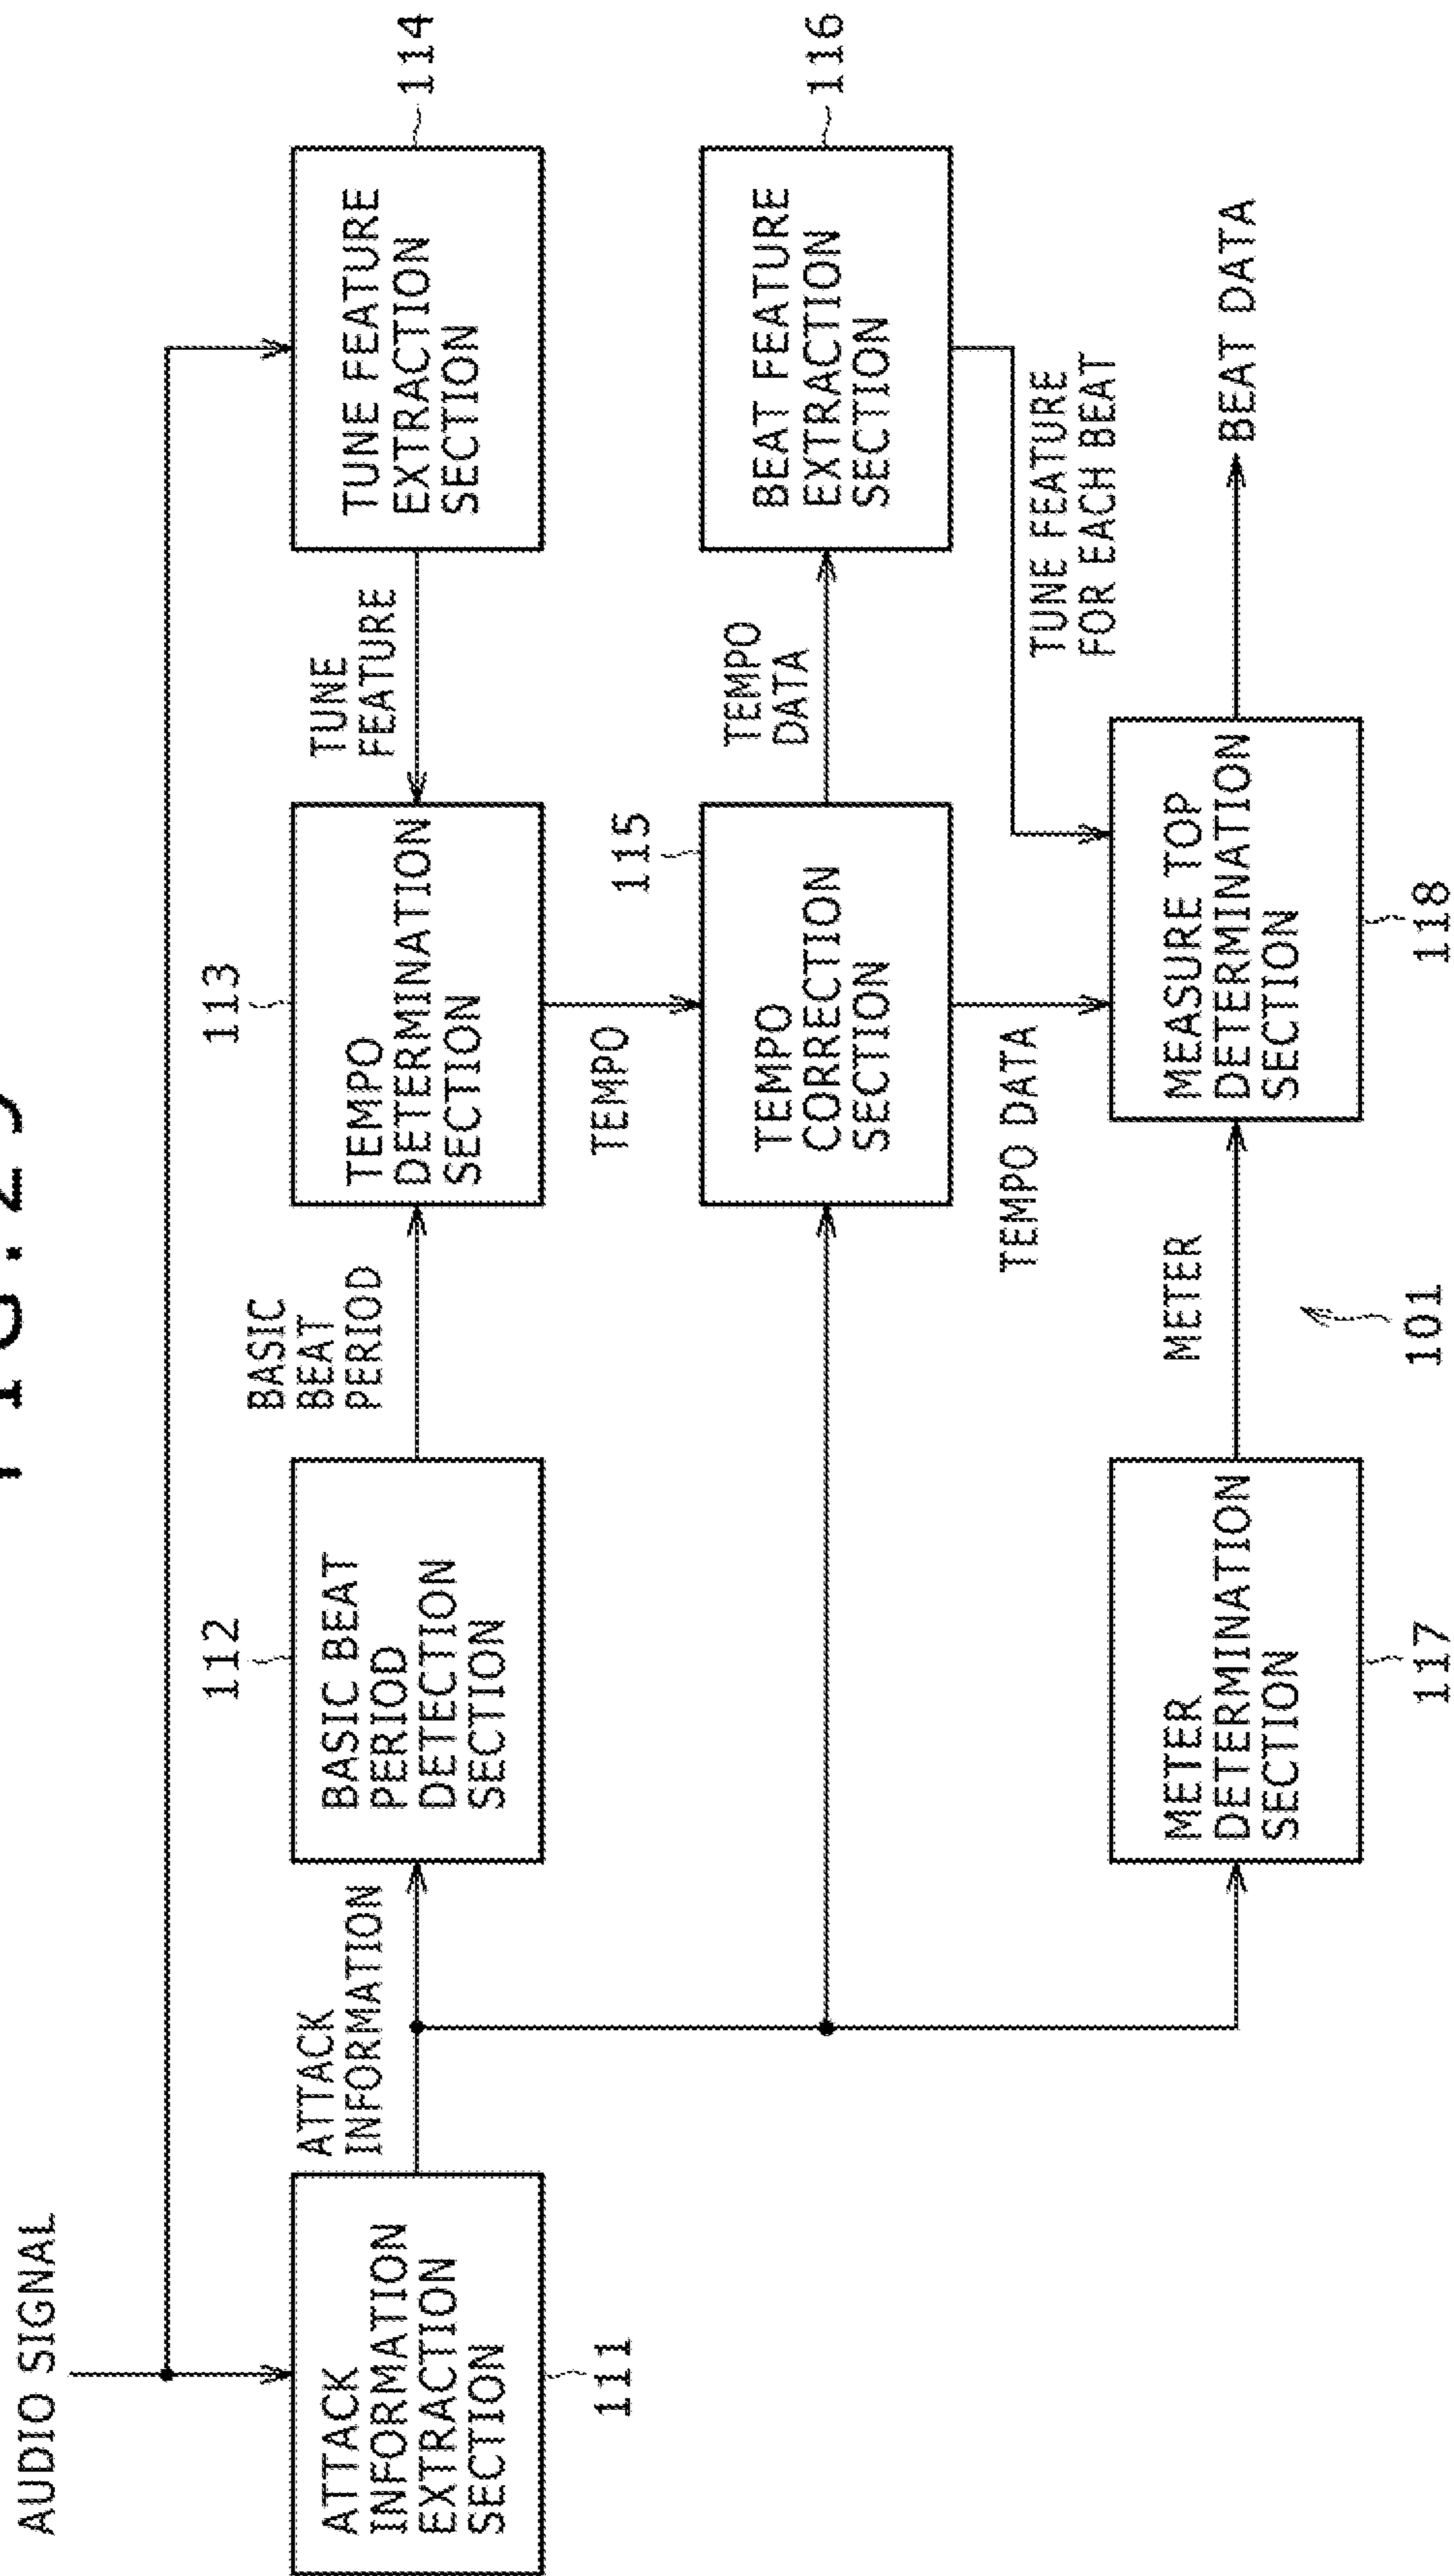 FIG.
AUDIO SIGNAL
112
113
114
ATTACK
INFORMATION
EXTRACTION
SECTION
111
ATTACK
INFORMATION
BASIC BEAT
PERIOD
DETECTION
SECTION
BASIC
BEAT
PERIOD
TEMPO
DETERMINATION
SECTION
TUNE
FEATURE
TUNE FEATURE
EXTRACTION
SECTION
TEMPO
115
116
TEMPO
CORRECTION
SECTION
TEMPO
DATA
BEAT FEATURE
EXTRACTION
SECTION
TEMPO DATA
TUNE FEATURE
FOR EACH BEAT
METER
DETERMINATION
SECTION
117
METER
MEASURE TOP
DETERMINATION
SECTION
118
BEAT DATA
101